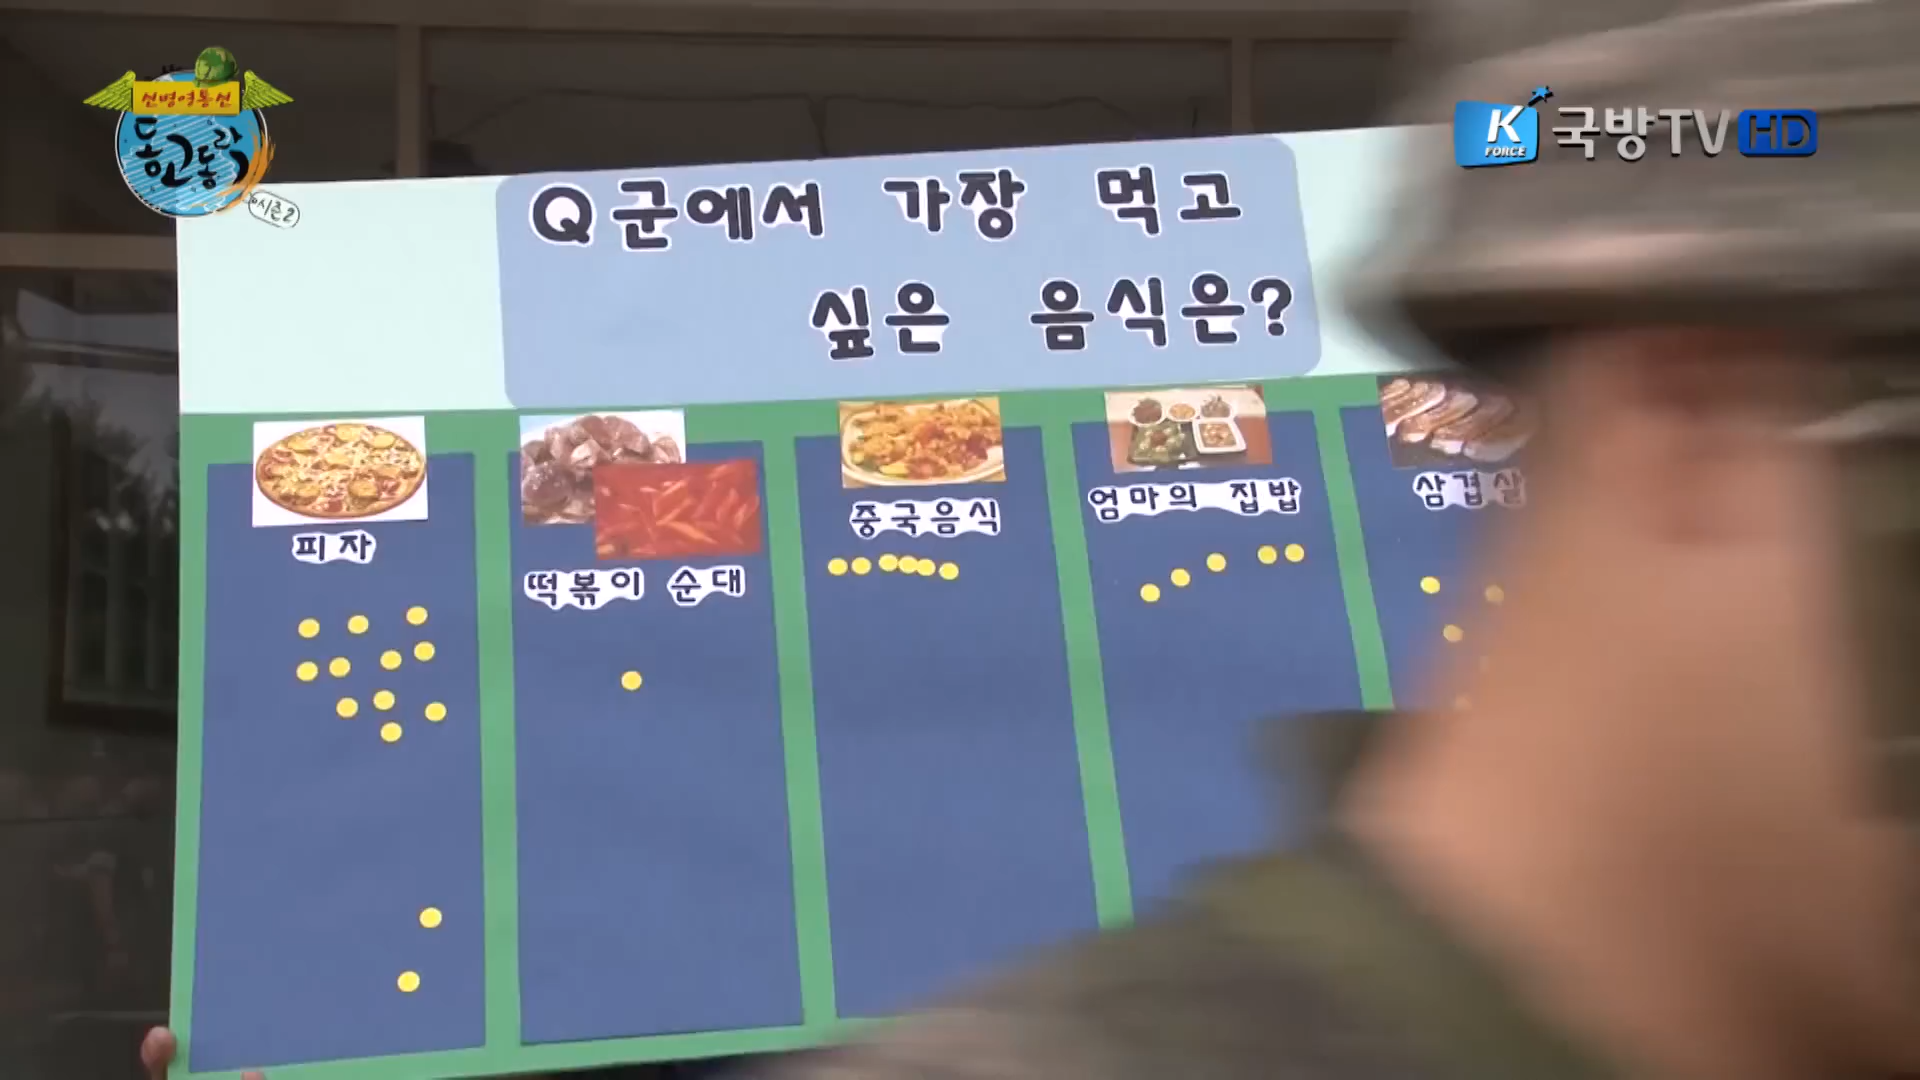 신병영통신
동고동락
시즌2
K
FORCE
국방TV HD
Q 군에서 가장 먹고
싶은 음식은?
피자
떡볶이 순대
중국음식
엄마의 집밥
삼겹살